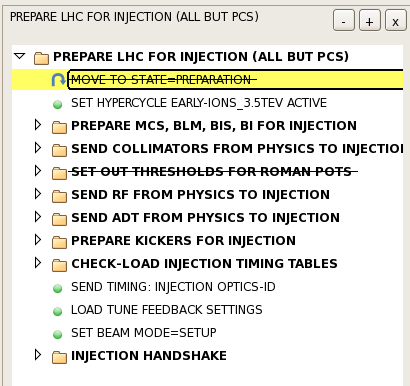 PREPARE LHC FOR INJECTION (ALL BUT PCS)
- + x
PREPARE LHC FOR INJECTION (ALL BUT PCS)
MOVE TO STATE=PREPARATION
SET HYPERCYCLE EARLY-IONS_3.5TEV ACTIVE
PREPARE MCS, BLM, BIS, BI FOR INJECTION
SEND COLLIMATORS FROM PHYSICS TO INJECTIO
SET OUT THRESHOLDS FOR ROMAN POTS
SEND RF FROM PHYSICS TO INJECTION
SEND ADT FROM PHYSICS TO INJECTION
PREPARE KICKERS FOR INJECTION
CHECK-LOAD INJECTION TIMING TABLES
SEND TIMING: INJECTION OPTICS-ID
LOAD TUNE FEEDBACK SETTINGS
SET BEAM MODE=SETUP
INJECTION HANDSHAKE